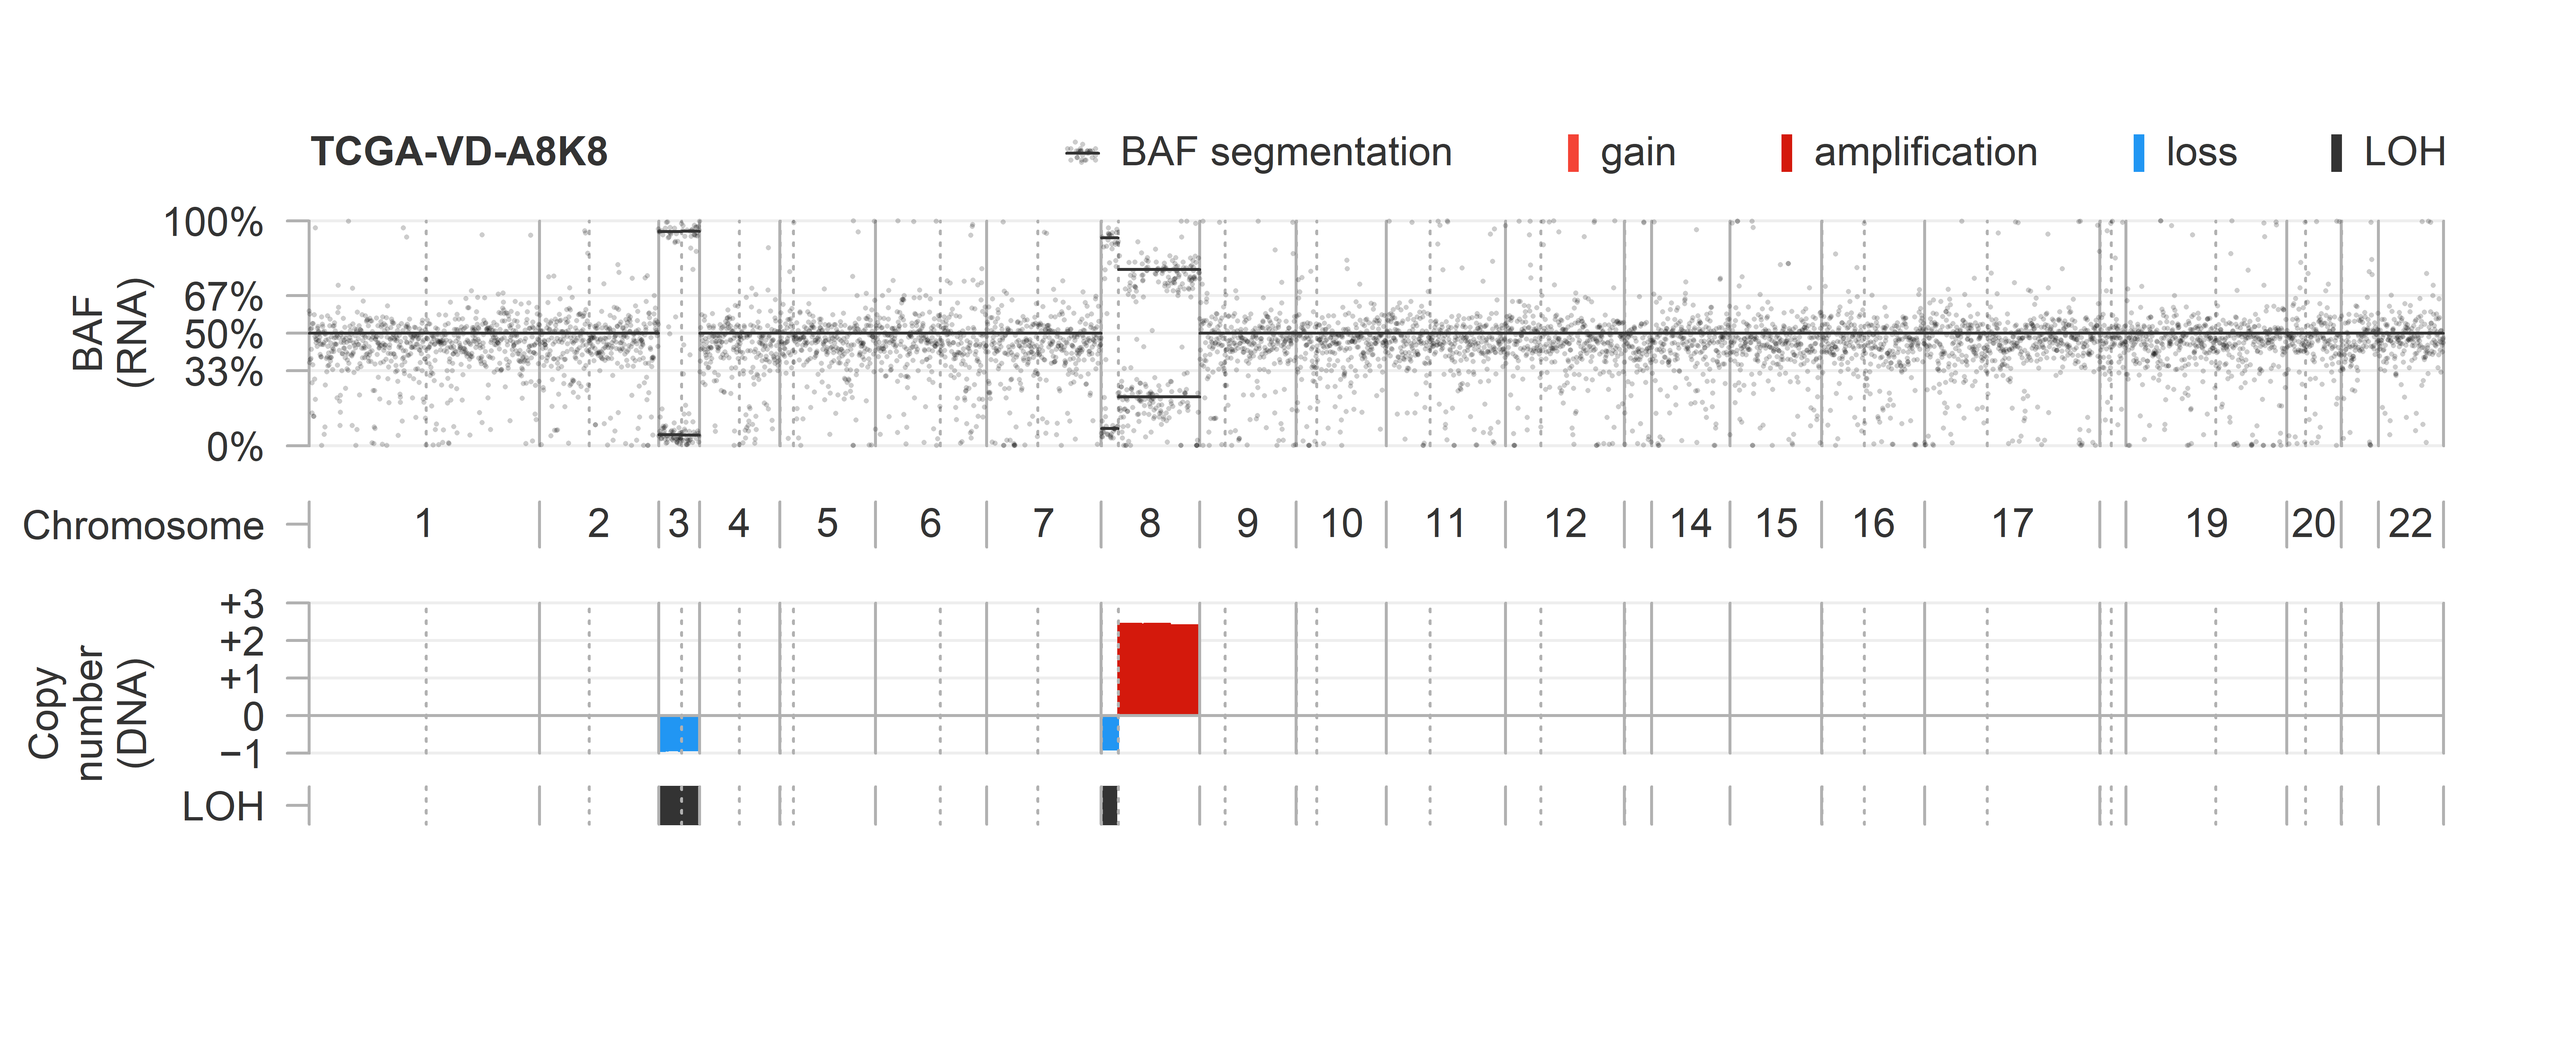 TCGA-VD-A8K8 BAF segmentation gain amplification loss LOH
BAF
(RNA)
100%
67%
50%
33%
0%
Chromosome 1 2 3 4 5 6 7 8 9 10 11 12 14 15 16 17 19 20 22
Copy
number
(DNA)
+3
+2
+1
0
−1
LOH